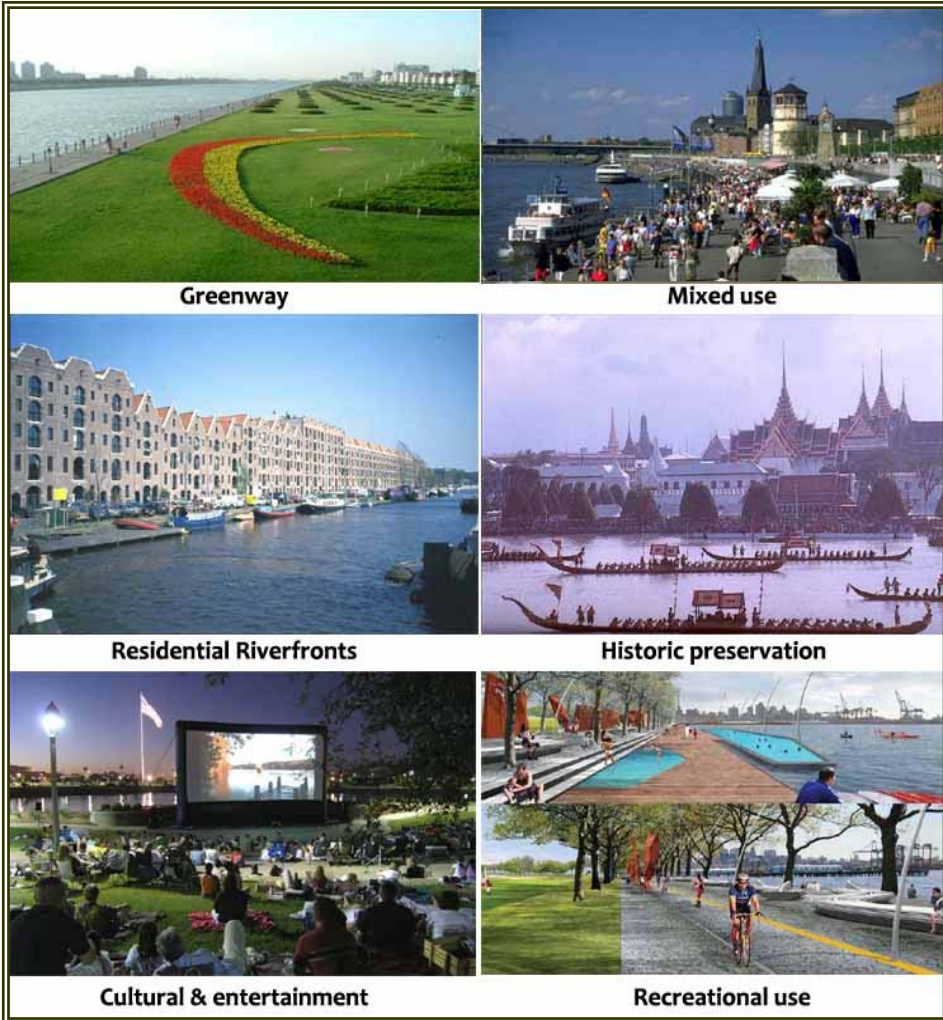 Greenway
Mixed use
Residential Riverfronts
Historic preservation
Cultural & entertainment
Recreational use